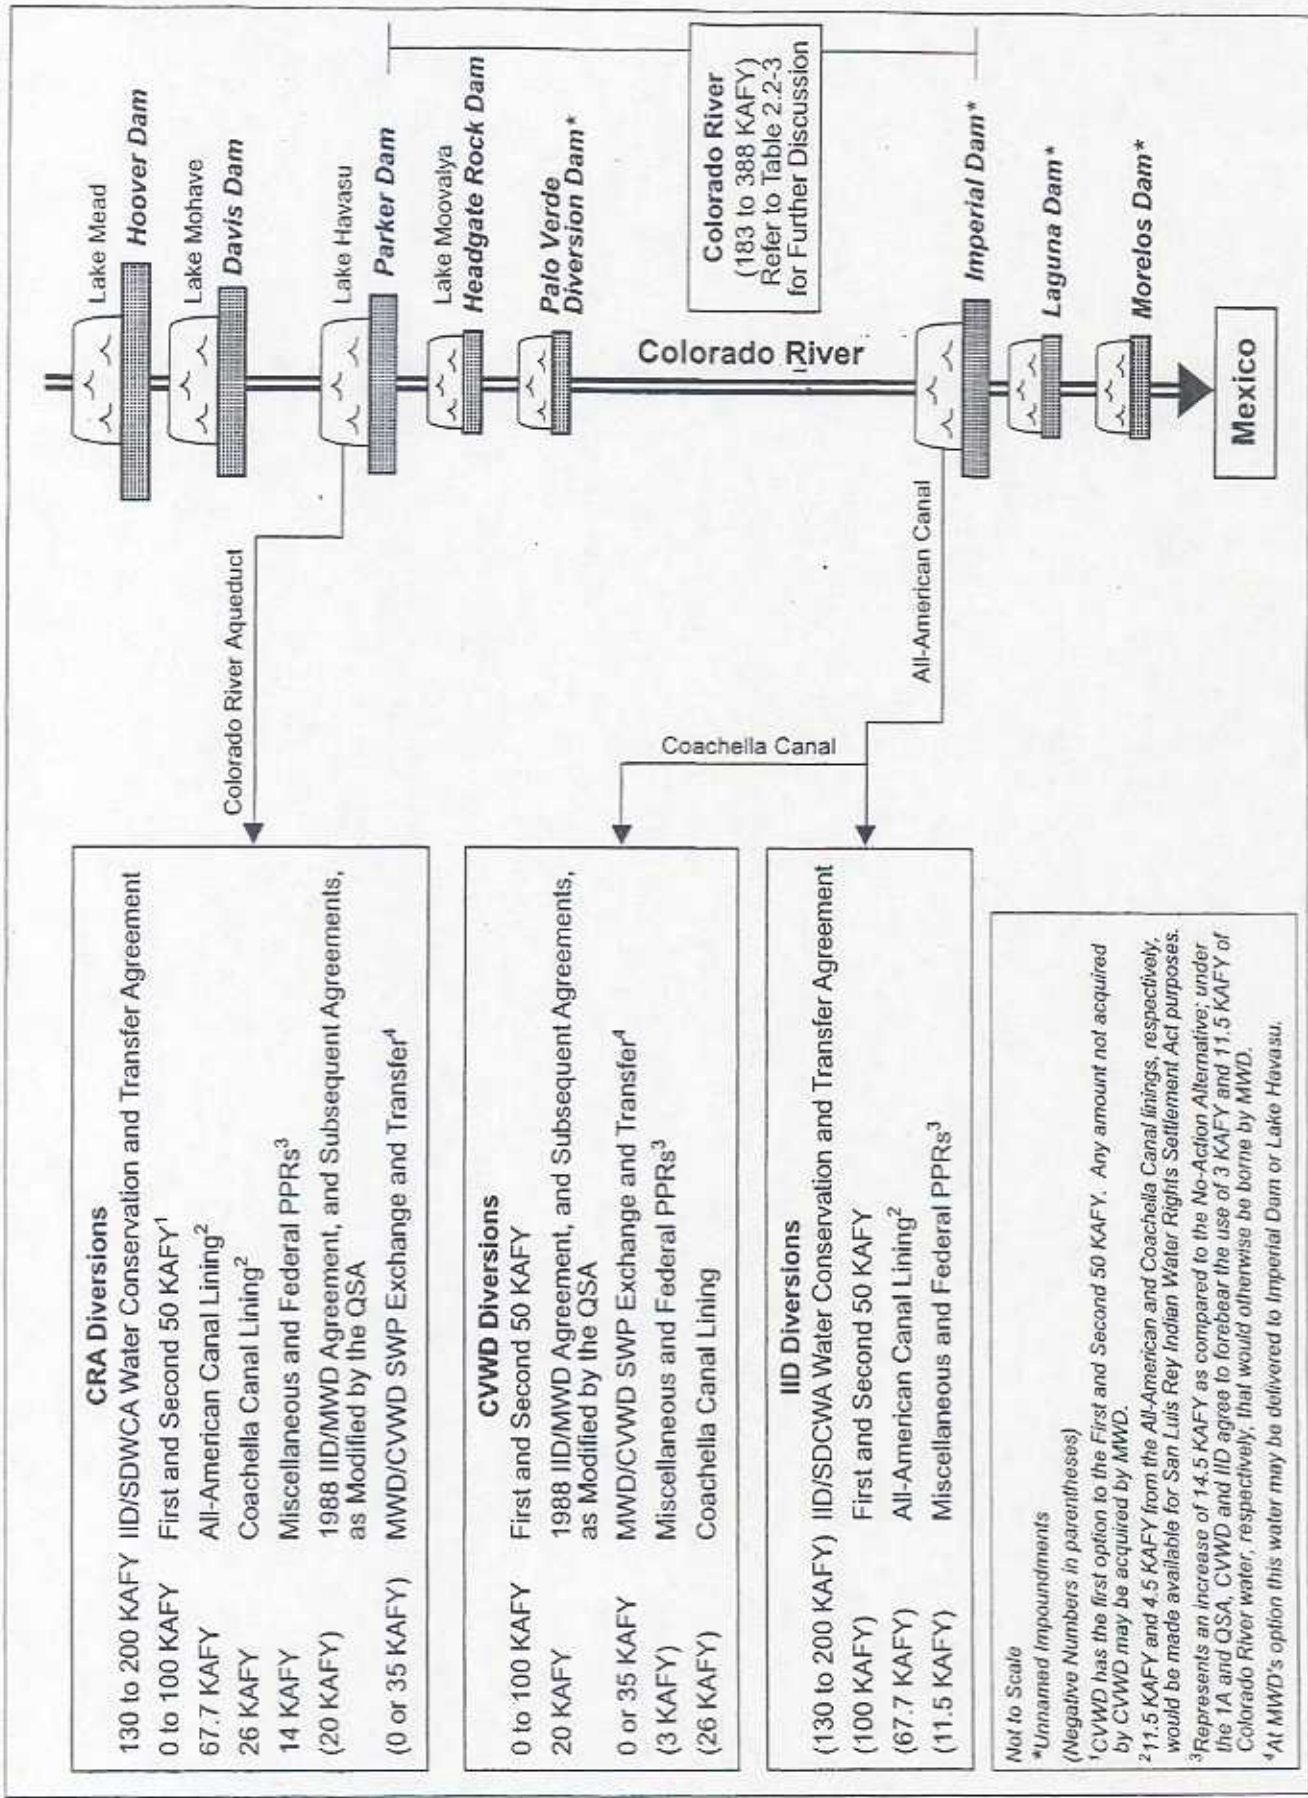 CRA Diversions
130 to 200 KAFY IID/SDWCA Water Conservation and Transfer Agreement
0 to 100 KAFY First and Second 50 KAFY¹
67.7 KAFY All-American Canal Lining²
26 KAFY Coachella Canal Lining²
14 KAFY Miscellaneous and Federal PPRs³
(20 KAFY) 1988 IID/MWD Agreement, and Subsequent Agreements,
as Modified by the QSA
(0 or 35 KAFY) MWD/CVWD SWP Exchange and Transfer⁴
CVWD Diversions
0 to 100 KAFY First and Second 50 KAFY
20 KAFY 1988 IID/MWD Agreement, and Subsequent Agreements,
as Modified by the QSA
0 or 35 KAFY MWD/CVWD SWP Exchange and Transfer⁴
(3 KAFY) Miscellaneous and Federal PPRs³
(26 KAFY) Coachella Canal Lining
IID Diversions
(130 to 200 KAFY) IID/SDCWA Water Conservation and Transfer Agreement
(100 KAFY) First and Second 50 KAFY
(67.7 KAFY) All-American Canal Lining²
(11.5 KAFY) Miscellaneous and Federal PPRs³
Not to Scale
*Unnamed Impoundments
(Negative Numbers in parentheses)
¹CVWD has the first option to the First and Second 50 KAFY. Any amount not acquired
by CVWD may be acquired by MWD.
²11.5 KAFY and 4.5 KAFY from the All-American and Coachella Canal linings, respectively,
would be made available for San Luis Rey Indian Water Rights Settlement Act purposes.
³Represents an increase of 14.5 KAFY as compared to the No-Action Alternative; under
the 1A and QSA, CVWD and IID agree to forebear the use of 3 KAFY and 11.5 KAFY of
Colorado River water, respectively, that would otherwise be borne by MWD.
⁴At MWD's option this water may be delivered to Imperial Dam or Lake Havasu.
Colorado River Aqueduct
Coachella Canal
All-American Canal
Lake Mead
Hoover Dam
Lake Mohave
Davis Dam
Lake Havasu
Parker Dam
Lake Moovalya
Headgate Rock Dam
Palo Verde
Diversion Dam*
Colorado River
Colorado River
(183 to 388 KAFY)
Refer to Table 2.2-3
for Further Discussion
Imperial Dam*
Laguna Dam*
Morelos Dam*
Mexico